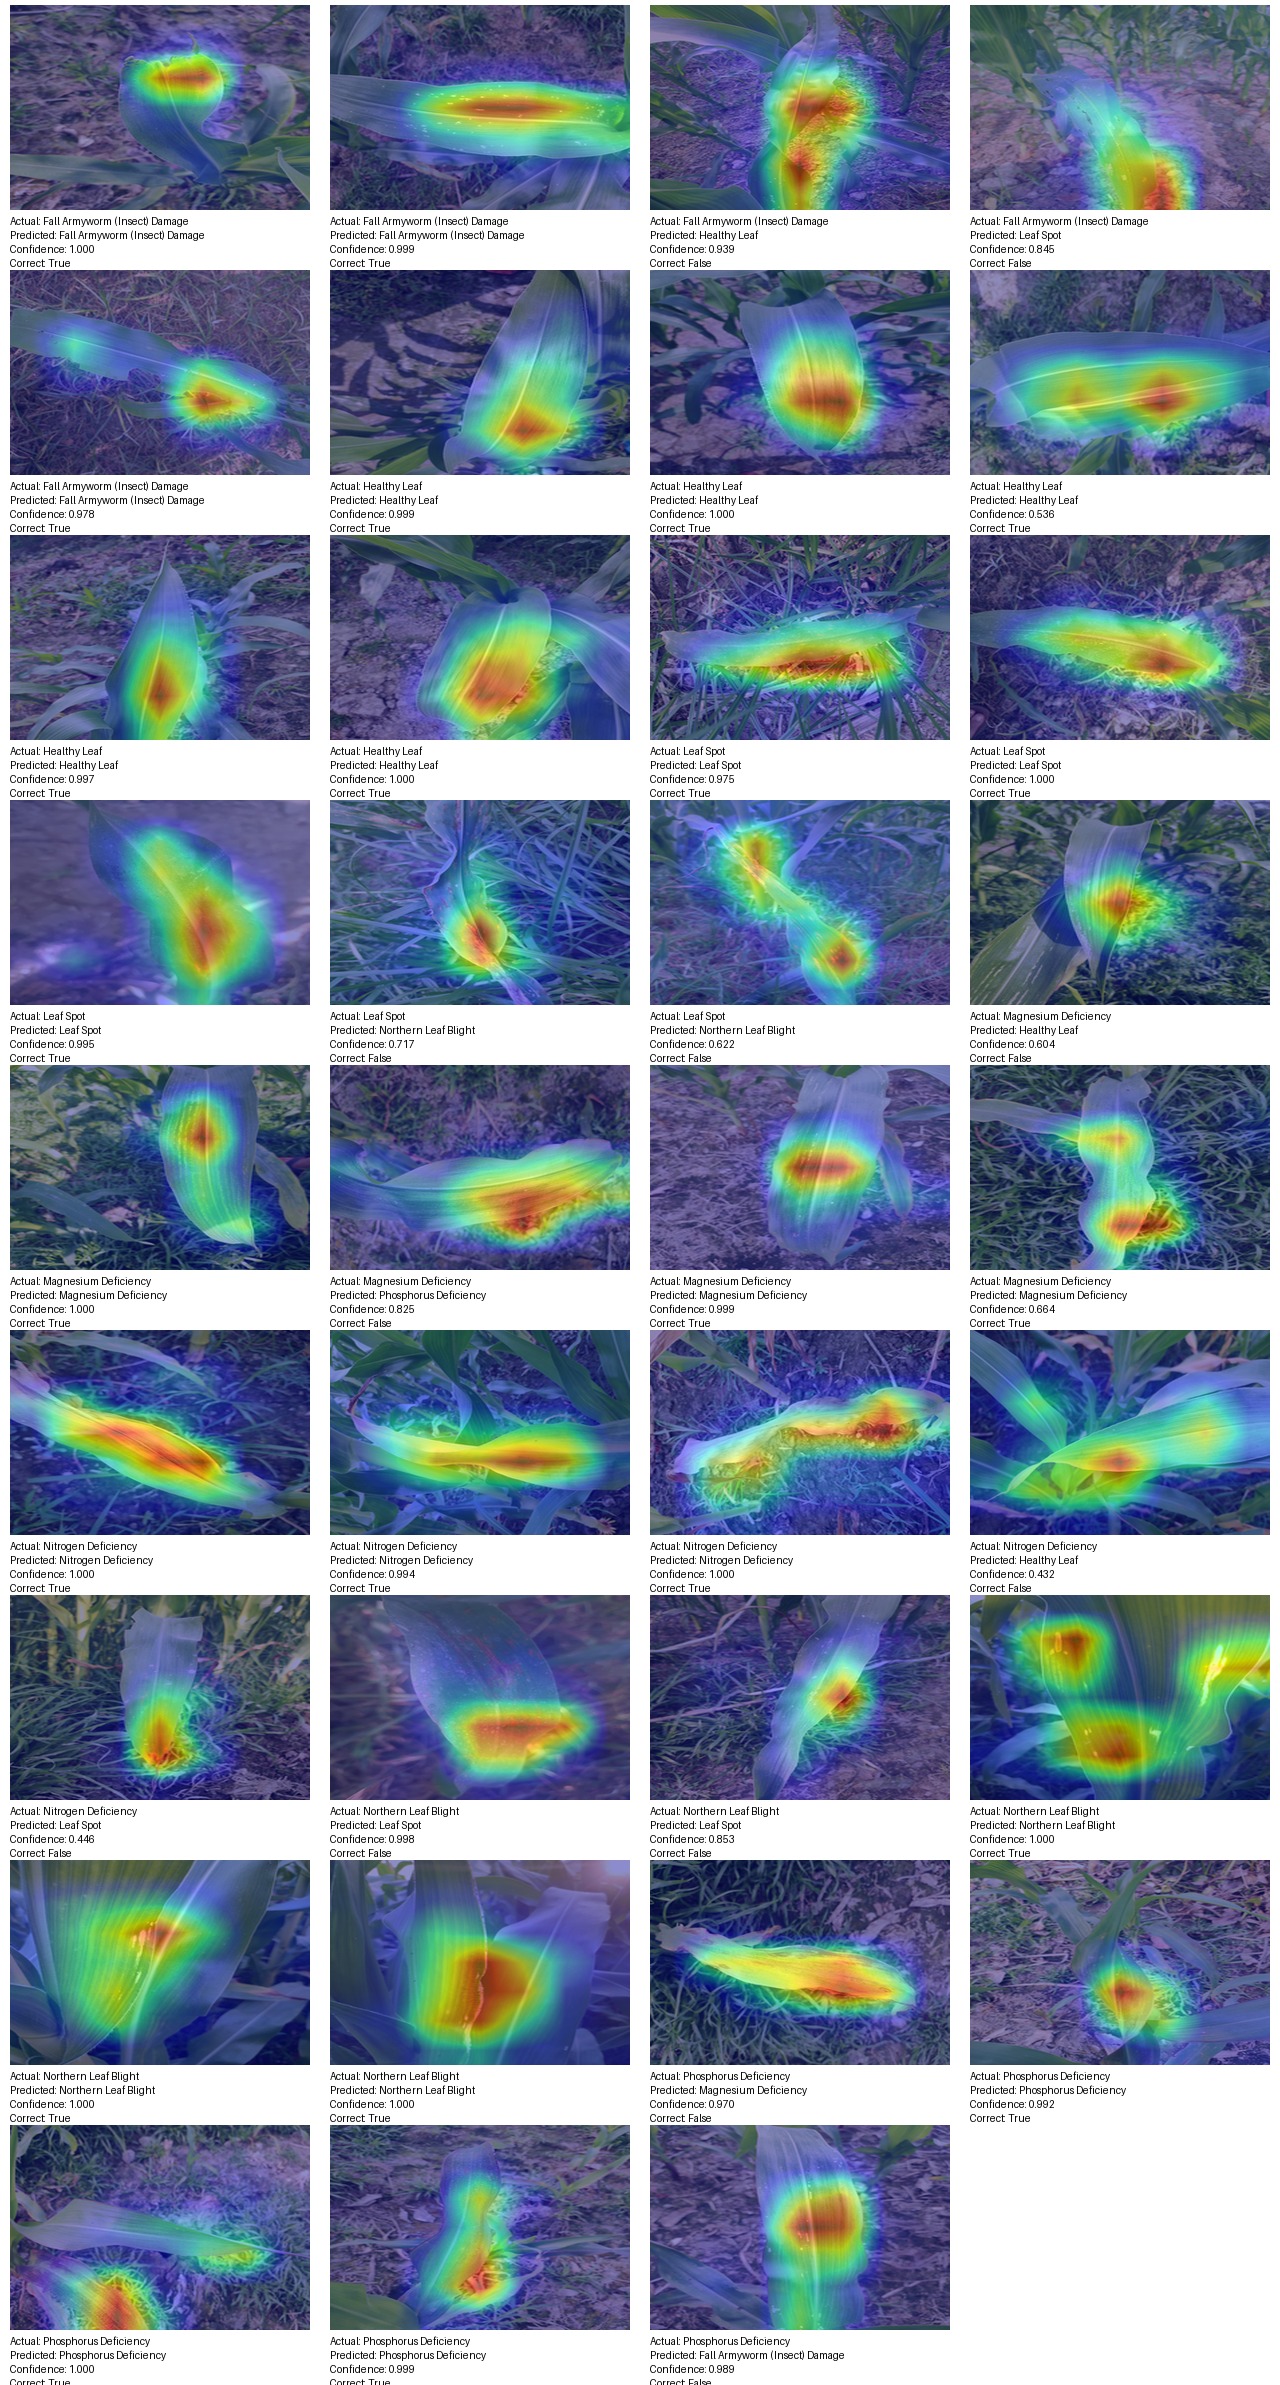 Actual: Fall Armyworm (Insect) Damage
Predicted: Fall Armyworm (Insect) Damage
Confidence: 1.000
Correct: True
Actual: Fall Armyworm (Insect) Damage
Predicted: Fall Armyworm (Insect) Damage
Confidence: 0.999
Correct: True
Actual: Fall Armyworm (Insect) Damage
Predicted: Healthy Leaf
Confidence: 0.939
Correct: False
Actual: Fall Armyworm (Insect) Damage
Predicted: Leaf Spot
Confidence: 0.845
Correct: False
Actual: Fall Armyworm (Insect) Damage
Predicted: Fall Armyworm (Insect) Damage
Confidence: 0.978
Correct: True
Actual: Healthy Leaf
Predicted: Healthy Leaf
Confidence: 0.999
Correct: True
Actual: Healthy Leaf
Predicted: Healthy Leaf
Confidence: 1.000
Correct: True
Actual: Healthy Leaf
Predicted: Healthy Leaf
Confidence: 0.536
Correct: True
Actual: Healthy Leaf
Predicted: Healthy Leaf
Confidence: 0.997
Correct: True
Actual: Healthy Leaf
Predicted: Healthy Leaf
Confidence: 1.000
Correct: True
Actual: Leaf Spot
Predicted: Leaf Spot
Confidence: 0.975
Correct: True
Actual: Leaf Spot
Predicted: Leaf Spot
Confidence: 1.000
Correct: True
Actual: Leaf Spot
Predicted: Leaf Spot
Confidence: 0.995
Correct: True
Actual: Leaf Spot
Predicted: Northern Leaf Blight
Confidence: 0.717
Correct: False
Actual: Leaf Spot
Predicted: Northern Leaf Blight
Confidence: 0.622
Correct: False
Actual: Magnesium Deficiency
Predicted: Healthy Leaf
Confidence: 0.604
Correct: False
Actual: Magnesium Deficiency
Predicted: Magnesium Deficiency
Confidence: 1.000
Correct: True
Actual: Magnesium Deficiency
Predicted: Phosphorus Deficiency
Confidence: 0.825
Correct: False
Actual: Magnesium Deficiency
Predicted: Magnesium Deficiency
Confidence: 0.999
Correct: True
Actual: Magnesium Deficiency
Predicted: Magnesium Deficiency
Confidence: 0.664
Correct: True
Actual: Nitrogen Deficiency
Predicted: Nitrogen Deficiency
Confidence: 1.000
Correct: True
Actual: Nitrogen Deficiency
Predicted: Nitrogen Deficiency
Confidence: 0.994
Correct: True
Actual: Nitrogen Deficiency
Predicted: Nitrogen Deficiency
Confidence: 1.000
Correct: True
Actual: Nitrogen Deficiency
Predicted: Healthy Leaf
Confidence: 0.432
Correct: False
Actual: Nitrogen Deficiency
Predicted: Leaf Spot
Confidence: 0.446
Correct: False
Actual: Northern Leaf Blight
Predicted: Leaf Spot
Confidence: 0.998
Correct: False
Actual: Northern Leaf Blight
Predicted: Leaf Spot
Confidence: 0.853
Correct: False
Actual: Northern Leaf Blight
Predicted: Northern Leaf Blight
Confidence: 1.000
Correct: True
Actual: Northern Leaf Blight
Predicted: Northern Leaf Blight
Confidence: 1.000
Correct: True
Actual: Northern Leaf Blight
Predicted: Northern Leaf Blight
Confidence: 1.000
Correct: True
Actual: Phosphorus Deficiency
Predicted: Magnesium Deficiency
Confidence: 0.970
Correct: False
Actual: Phosphorus Deficiency
Predicted: Phosphorus Deficiency
Confidence: 0.992
Correct: True
Actual: Phosphorus Deficiency
Predicted: Phosphorus Deficiency
Confidence: 1.000
Correct: True
Actual: Phosphorus Deficiency
Predicted: Phosphorus Deficiency
Confidence: 0.999
Correct: True
Actual: Phosphorus Deficiency
Predicted: Fall Armyworm (Insect) Damage
Confidence: 0.989
Correct: False